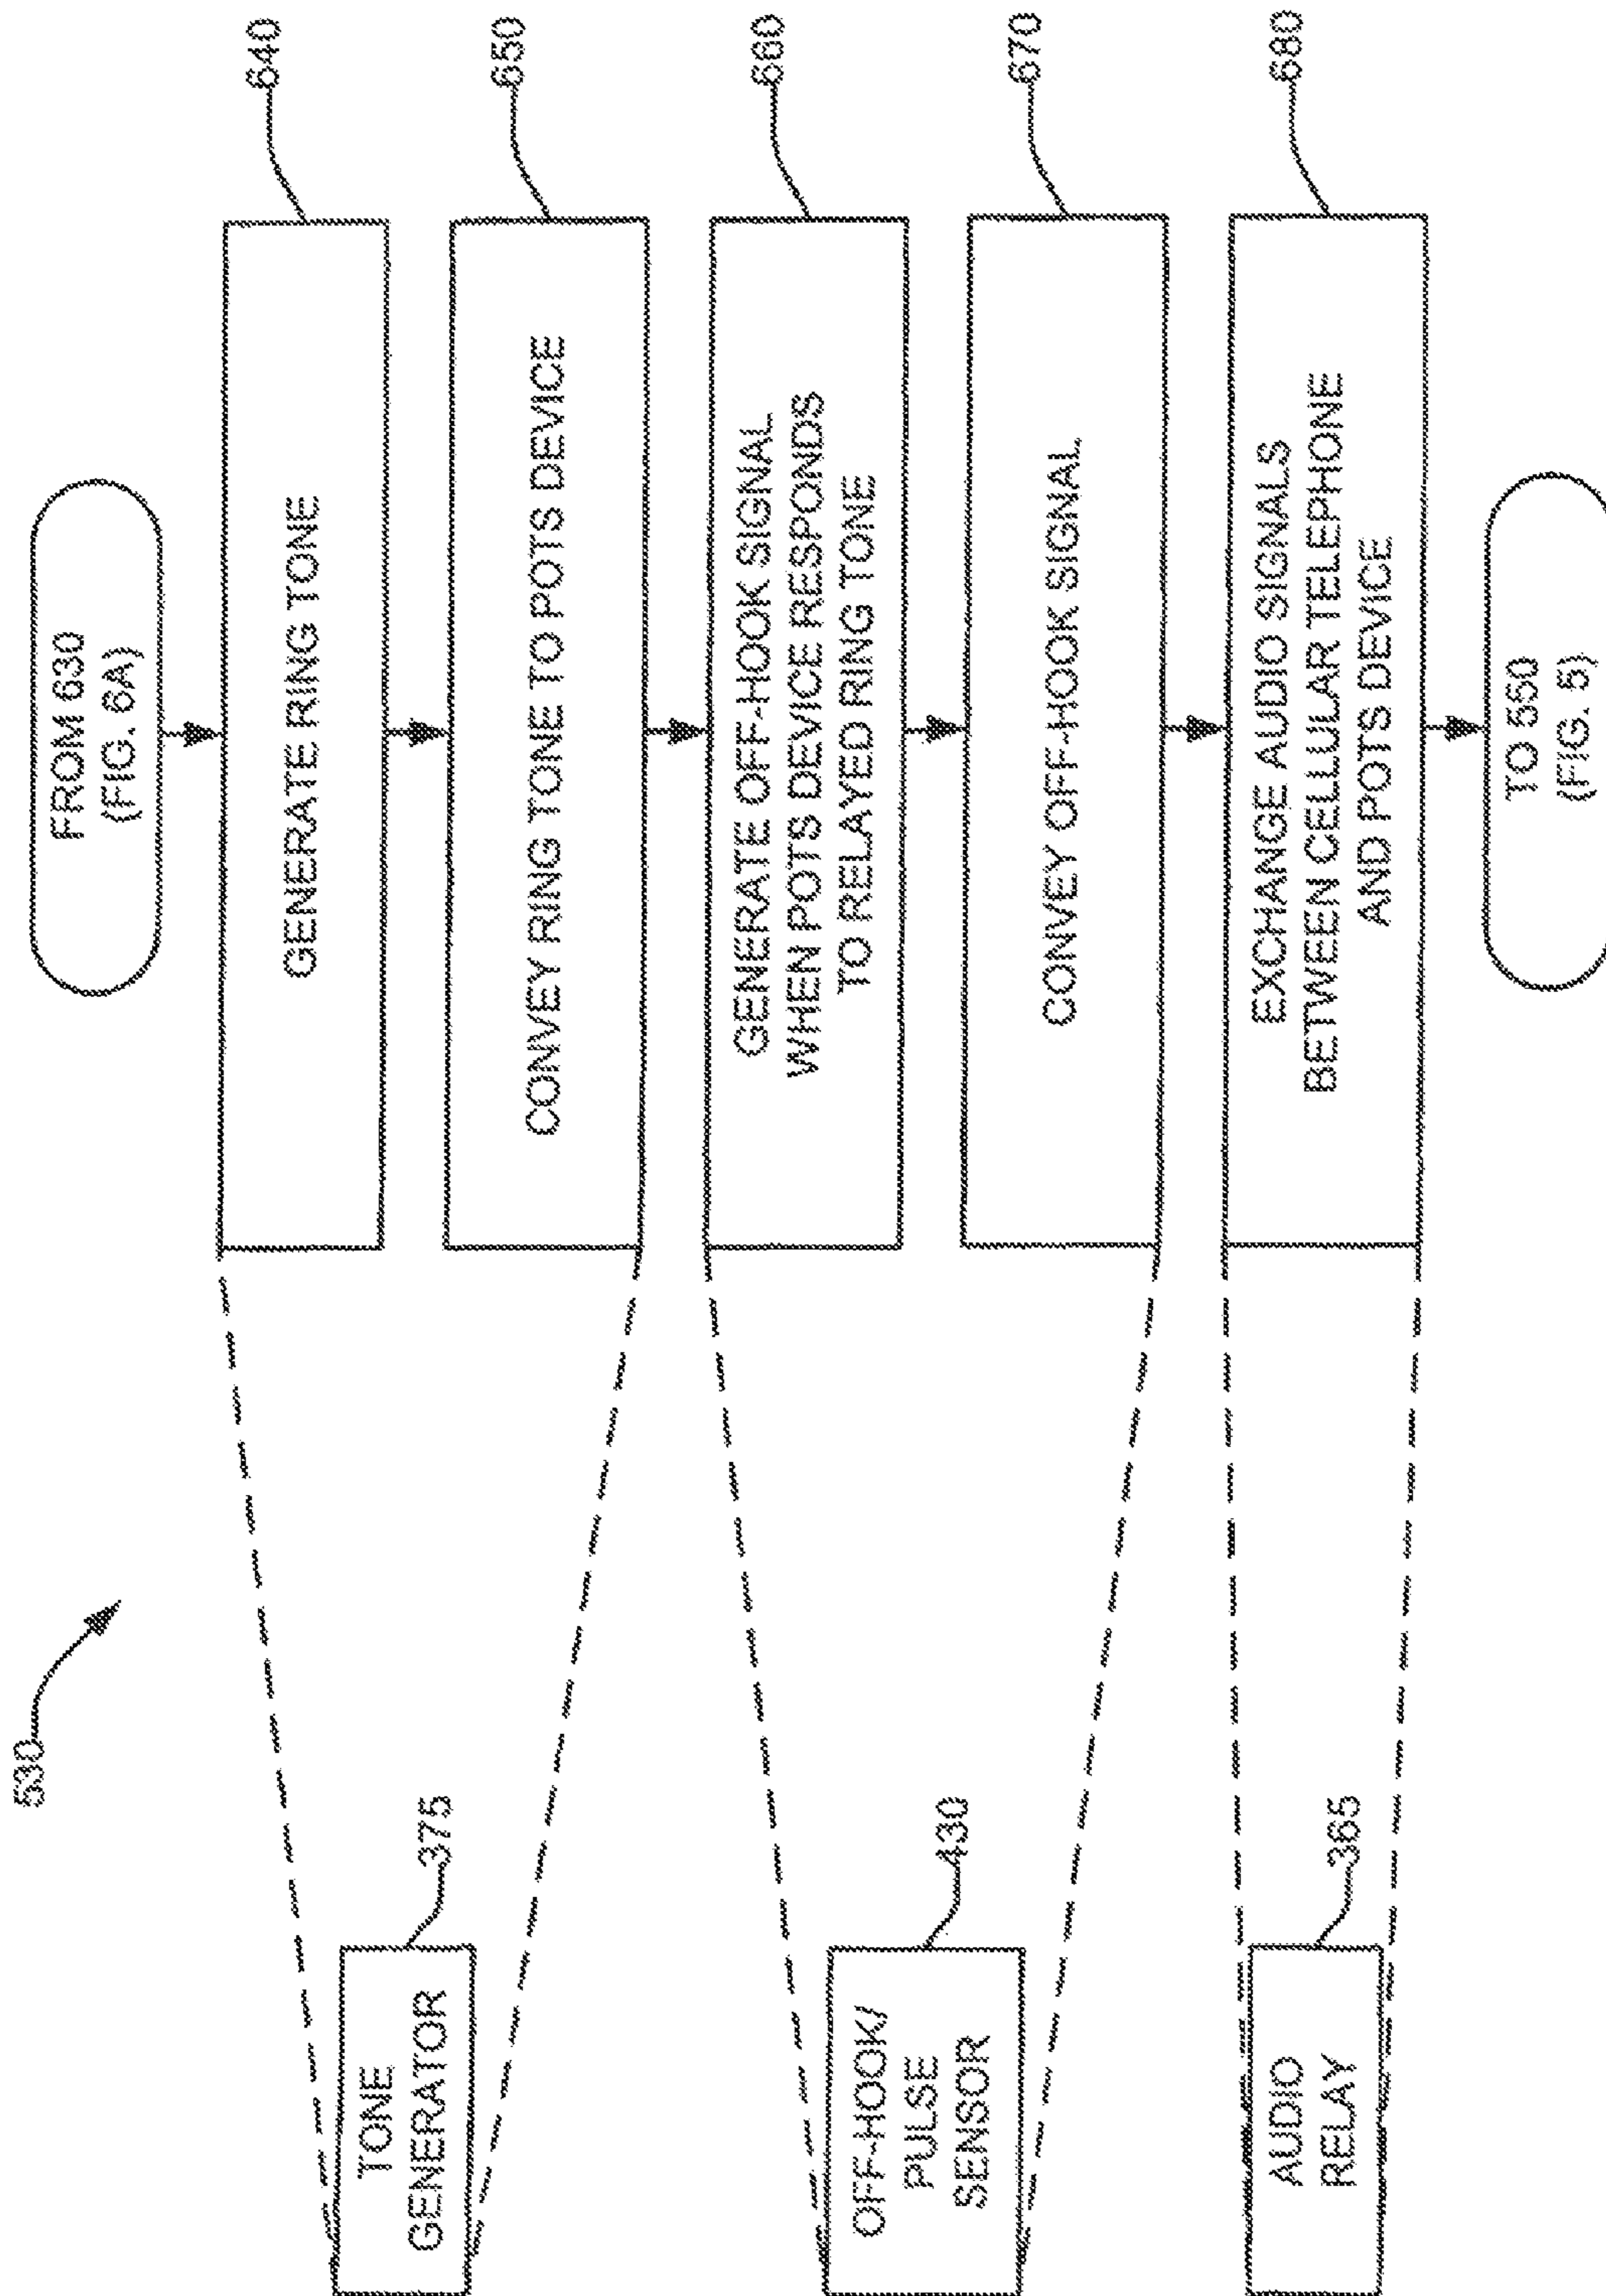 530
FROM 630
(FIG. 6A)
GENERATE RING TONE
640
CONVEY RING TONE TO POTS DEVICE
650
TONE
GENERATOR
375
GENERATE OFF-HOOK SIGNAL
WHEN POTS DEVICE RESPONDS
TO RELAYED RING TONE
660
CONVEY OFF-HOOK SIGNAL
670
OFF-HOOK/
PULSE
SENSOR
430
EXCHANGE AUDIO SIGNALS
BETWEEN CELLULAR TELEPHONE
AND POTS DEVICE
680
AUDIO
RELAY
365
TO 550
(FIG. 5)